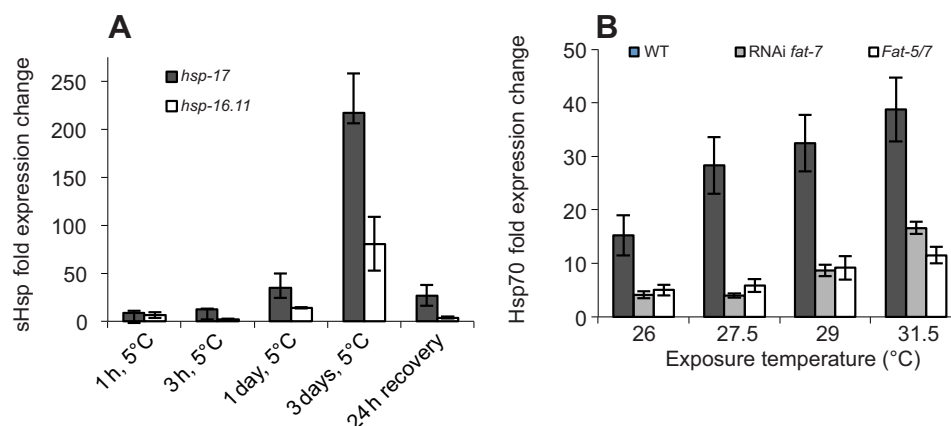 A
sHsp fold expression change
250
200
150
100
50
0
hsp-17
hsp-16.11
1 h, 5°C
3 h, 5°C
1 day, 5°C
3 days, 5°C
24 h recovery
B
Hsp70 fold expression change
50
40
30
20
10
0
WT RNAi fat-7 Fat-5/7
26 27.5 29 31.5
Exposure temperature (°C)